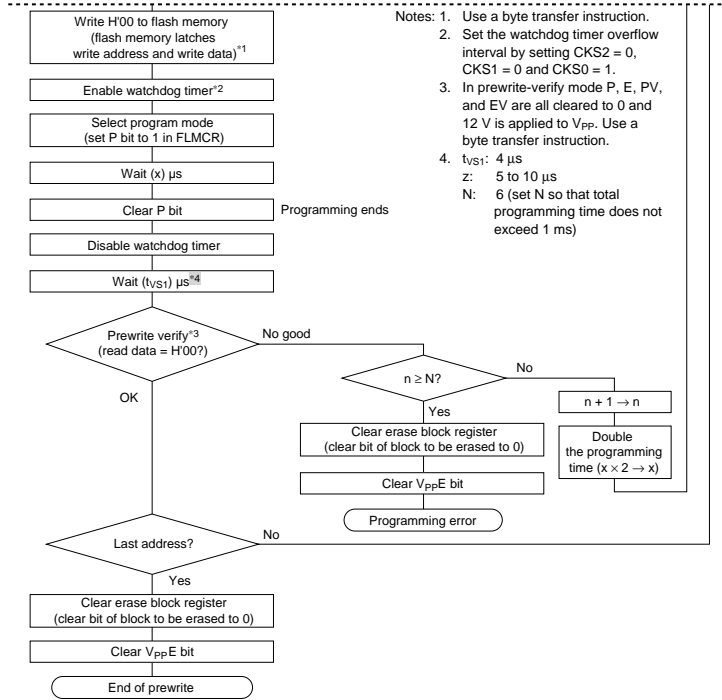 Write H'00 to flash memory
(flash memory latches
write address and write data)*1
Enable watchdog timer*2
Select program mode
(set P bit to 1 in FLMCR)
Wait (x) μs
Clear P bit
Programming ends
Disable watchdog timer
Wait (tVS1) μs*4
Prewrite verify*3
(read data = H'00?)
No good
OK
n ≥ N?
No
Yes
n + 1 → n
Double
the programming
time (x × 2 → x)
Clear erase block register
(clear bit of block to be erased to 0)
Clear VPPE bit
Programming error
Last address?
No
Yes
Clear erase block register
(clear bit of block to be erased to 0)
Clear VPPE bit
End of prewrite
Notes: 1. Use a byte transfer instruction.
2. Set the watchdog timer overflow
interval by setting CKS2 = 0,
CKS1 = 0 and CKS0 = 1.
3. In prewrite-verify mode P, E, PV,
and EV are all cleared to 0 and
12 V is applied to VPP. Use a
byte transfer instruction.
4. tVS1: 4 μs
z: 5 to 10 μs
N: 6 (set N so that total
programming time does not
exceed 1 ms)